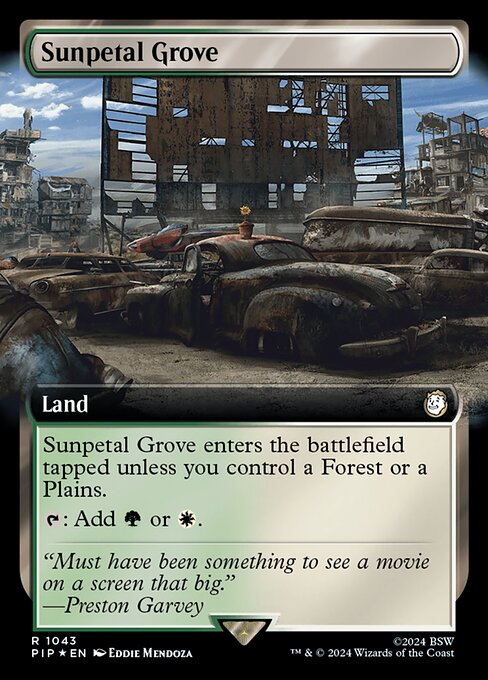 Sunpetal Grove
Land
Sunpetal Grove enters the battlefield
tapped unless you control a Forest or a
Plains.
: Add or .
“Must have been something to see a movie
on a screen that big.”
—Preston Garvey
R 1043
PIP★EN Eddie Mendoza
©2024 BSW
™ & © 2024 Wizards of the Coast